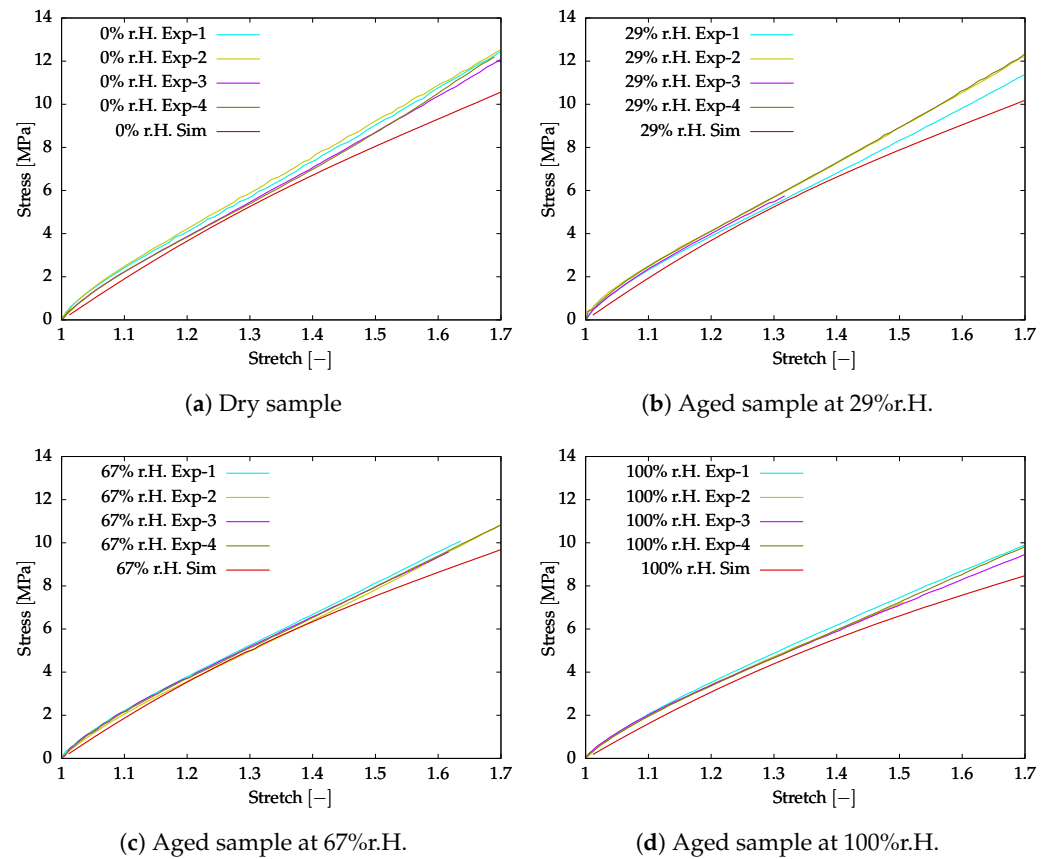 14
12
10
8
6
4
2
0
Stress [MPa]
0% r.H. Exp-1
0% r.H. Exp-2
0% r.H. Exp-3
0% r.H. Exp-4
0% r.H. Sim
1 1.1 1.2 1.3 1.4 1.5 1.6 1.7
Stretch [−]
(a) Dry sample
14
12
10
8
6
4
2
0
Stress [MPa]
29% r.H. Exp-1
29% r.H. Exp-2
29% r.H. Exp-3
29% r.H. Exp-4
29% r.H. Sim
1 1.1 1.2 1.3 1.4 1.5 1.6 1.7
Stretch [−]
(b) Aged sample at 29%r.H.
14
12
10
8
6
4
2
0
Stress [MPa]
67% r.H. Exp-1
67% r.H. Exp-2
67% r.H. Exp-3
67% r.H. Exp-4
67% r.H. Sim
1 1.1 1.2 1.3 1.4 1.5 1.6 1.7
Stretch [−]
(c) Aged sample at 67%r.H.
14
12
10
8
6
4
2
0
Stress [MPa]
100% r.H. Exp-1
100% r.H. Exp-2
100% r.H. Exp-3
100% r.H. Exp-4
100% r.H. Sim
1 1.1 1.2 1.3 1.4 1.5 1.6 1.7
Stretch [−]
(d) Aged sample at 100%r.H.